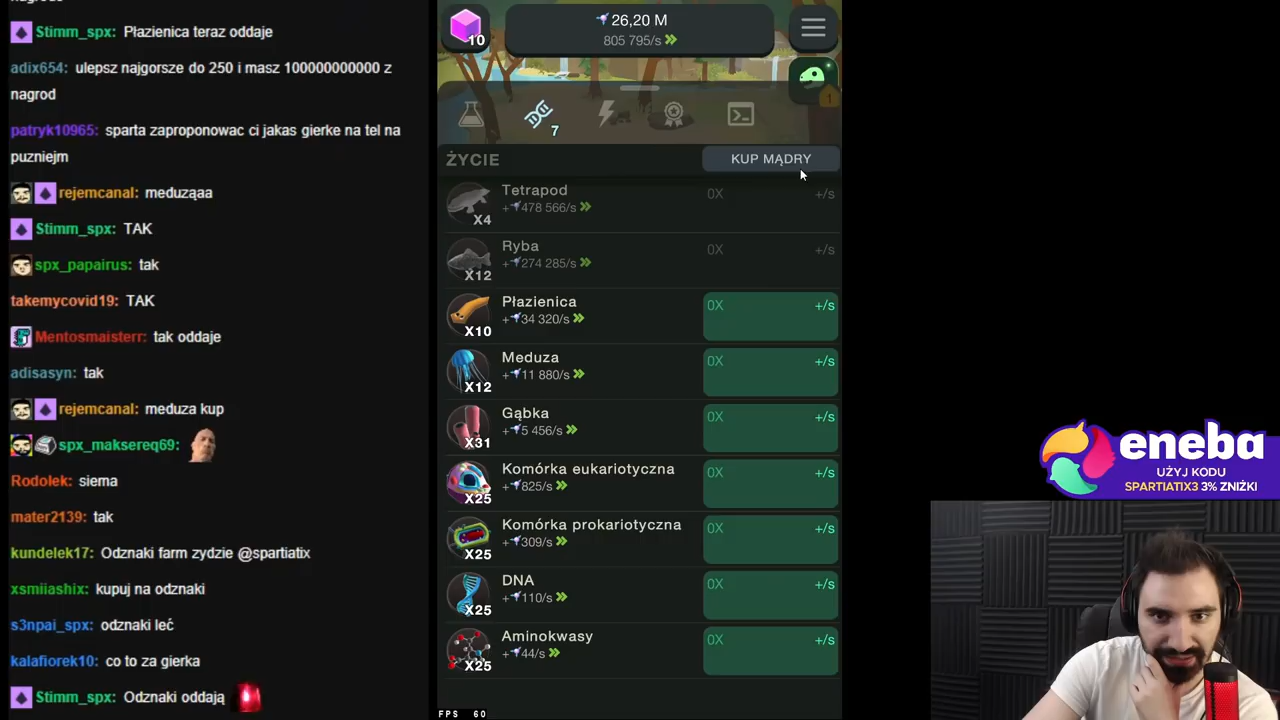 nagrod
Stimm_spx: Płazienica teraz oddaje
adix654: ulepsz najgorsze do 250 i masz 100000000000 z
nagrod
patryk10965: sparta zaproponowac ci jakas gierke na tel na
puzniejm
rejemcanal: meduząaa
Stimm_spx: TAK
spx_papairus: tak
takemycovid19: TAK
Mentosmaisterr: tak oddaje
adisasyn: tak
rejemcanal: meduza kup
spx_maksereq69:
Rodolek: siema
mater2139: tak
kundelek17: Odznaki farm zydzie @spartiatix
xsmiiashix: kupuj na odznaki
s3npai_spx: odznaki leć
kalafiorek10: co to za gierka
Stimm_spx: Odznaki oddają
10
26,20 M
805 795/s
1
7
ŻYCIE
KUP MĄDRY
Tetrapod
+478 566/s
X4
0X +/s
Ryba
+274 285/s
X12
0X +/s
Płazienica
+34 320/s
X10
0X +/s
Meduza
+11 880/s
X12
0X +/s
Gąbka
+5 456/s
X31
0X +/s
Komórka eukariotyczna
+825/s
X25
0X +/s
Komórka prokariotyczna
+309/s
X25
0X +/s
DNA
+110/s
X25
0X +/s
Aminokwasy
+44/s
X25
0X +/s
FPS 60
eneba
UŻYJ KODU
SPARTIATIX3 3% ZNIŻKI